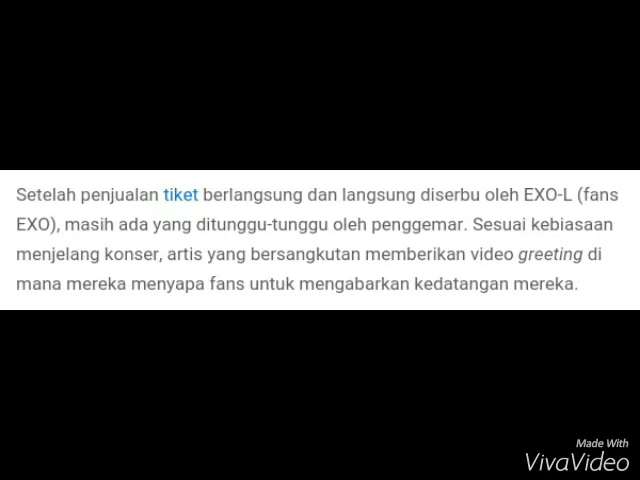 Setelah penjualan tiket berlangsung dan langsung diserbu oleh EXO-L (fans
EXO), masih ada yang ditunggu-tunggu oleh penggemar. Sesuai kebiasaan
menjelang konser, artis yang bersangkutan memberikan video greeting di
mana mereka menyapa fans untuk mengabarkan kedatangan mereka.
Made With
VivaVideo